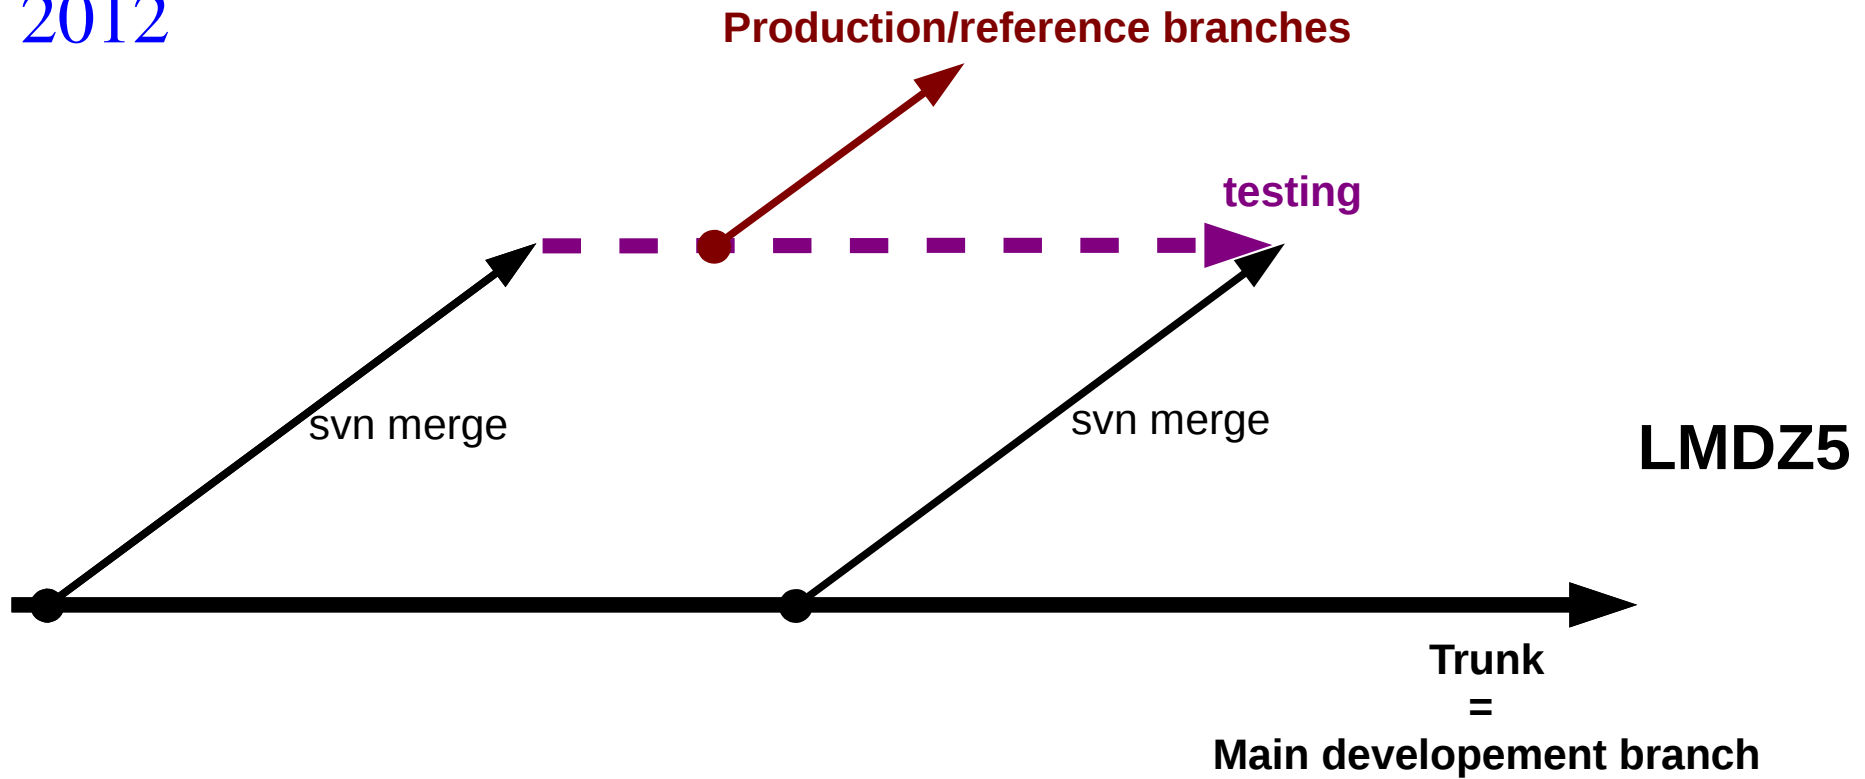 2012
Production/reference branches
testing
svn merge
svn merge
LMDZ5
Trunk
=
Main developement branch